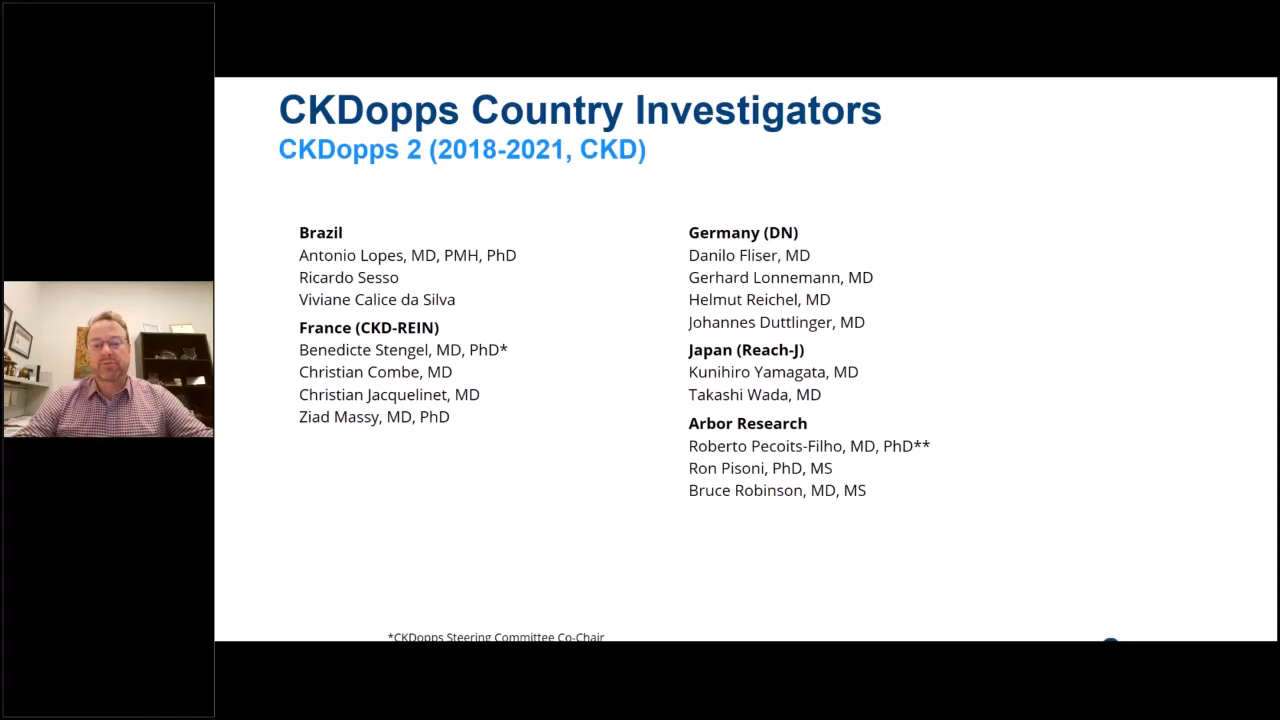 CKDopps Country Investigators
CKDopps 2 (2018-2021, CKD)
Brazil
Antonio Lopes, MD, PMH, PhD
Ricardo Sesso
Viviane Calice da Silva
France (CKD-REIN)
Benedicte Stengel, MD, PhD*
Christian Combe, MD
Christian Jacquelinet, MD
Ziad Massy, MD, PhD
Germany (DN)
Danilo Fliser, MD
Gerhard Lonnemann, MD
Helmut Reichel, MD
Johannes Duttlinger, MD
Japan (Reach-J)
Kunihiro Yamagata, MD
Takashi Wada, MD
Arbor Research
Roberto Pecoits-Filho, MD, PhD**
Ron Pisoni, PhD, MS
Bruce Robinson, MD, MS
*CKDopps Steering Committee Co-Chair